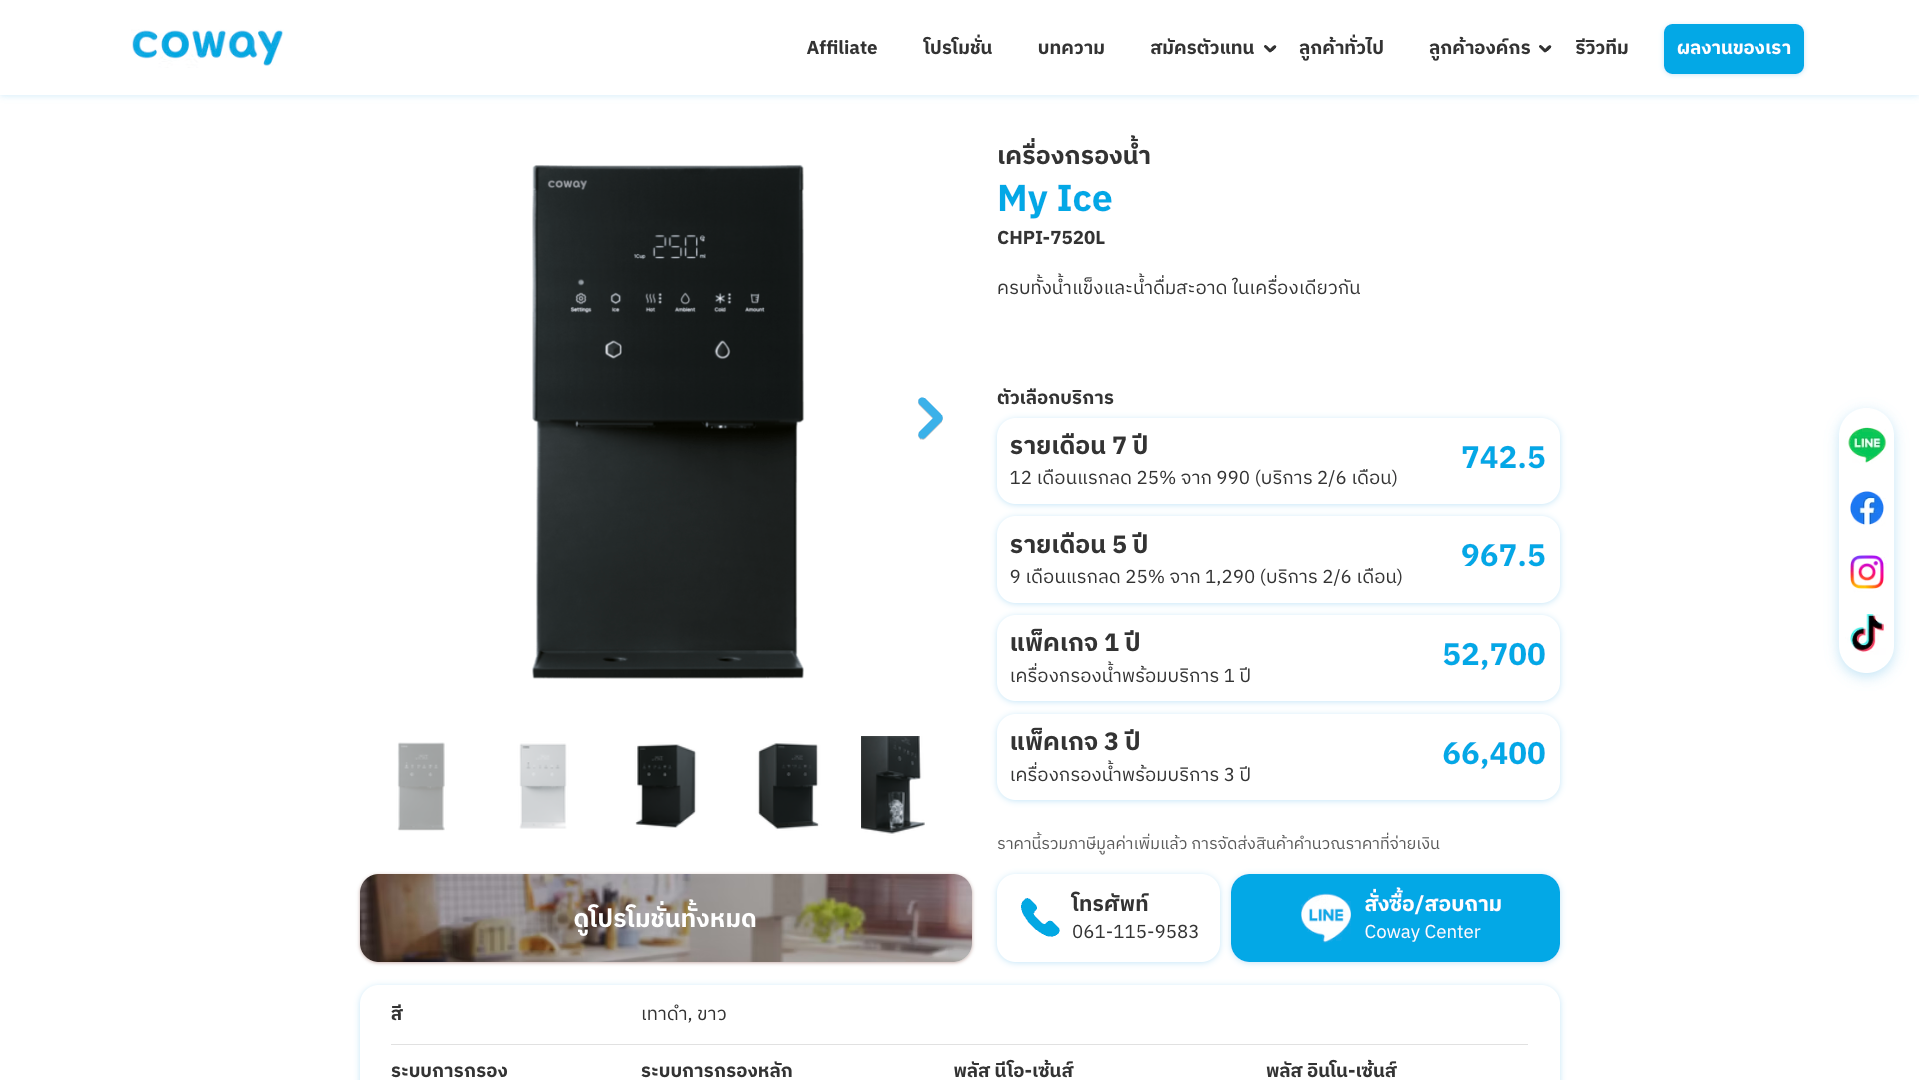 coway
Affiliate
โปรโมชั่น
บทความ
สมัครตัวแทน
ลูกค้าทั่วไป
ลูกค้าองค์กร
รีวิวทีม
ผลงานของเรา
coway
1Cup 250 ml
Settings Ice Hot Ambient Cold Amount
เครื่องกรองน้ำ
My Ice
CHPI-7520L
ครบทั้งน้ำแข็งและน้ำดื่มสะอาด ในเครื่องเดียวกัน
ตัวเลือกบริการ
รายเดือน 7 ปี
12 เดือนแรกลด 25% จาก 990 (บริการ 2/6 เดือน)
742.5
รายเดือน 5 ปี
9 เดือนแรกลด 25% จาก 1,290 (บริการ 2/6 เดือน)
967.5
แพ็คเกจ 1 ปี
เครื่องกรองน้ำพร้อมบริการ 1 ปี
52,700
แพ็คเกจ 3 ปี
เครื่องกรองน้ำพร้อมบริการ 3 ปี
66,400
ราคานี้รวมภาษีมูลค่าเพิ่มแล้ว การจัดส่งสินค้าคำนวณราคาที่จ่ายเงิน
ดูโปรโมชั่นทั้งหมด
โทรศัพท์
061-115-9583
LINE
สั่งซื้อ/สอบถาม
Coway Center
LINE
สี
เทาดำ, ขาว
ระบบการกรอง
ระบบการกรองหลัก
พลัส นีโอ-เซ้นส์
พลัส อินโน-เซ้นส์